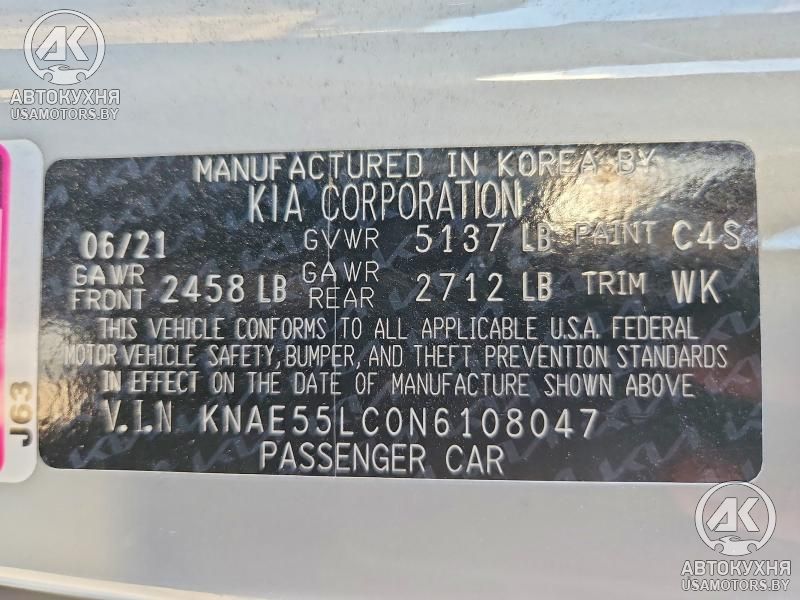 AK
АВТОКУХНЯ
USAMOTORS.BY
MANUFACTURED IN KOREA BY
KIA CORPORATION
06/21 GVWR 5137 LB PAINT C4S
GAWR FRONT 2458 LB GAWR REAR 2712 LB TRIM WK
THIS VEHICLE CONFORMS TO ALL APPLICABLE U.S.A. FEDERAL
MOTOR VEHICLE SAFETY, BUMPER, AND THEFT PREVENTION STANDARDS
IN EFFECT ON THE DATE OF MANUFACTURE SHOWN ABOVE
V.I.N KNAE55LC0N6108047
PASSENGER CAR
J63
AK
АВТОКУХНЯ
USAMOTORS.BY